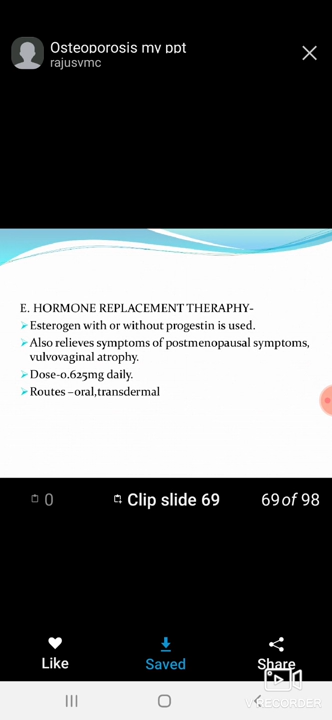 Osteoporosis my ppt
rajusvmc
E. HORMONE REPLACEMENT THERAPHY-
Esterogen with or without progestin is used.
Also relieves symptoms of postmenopausal symptoms,
vulvovaginal atrophy.
Dose-0.625mg daily.
Routes –oral,transdermal
0
Clip slide 69
69 of 98
Like
Saved
Share
V RECORDER